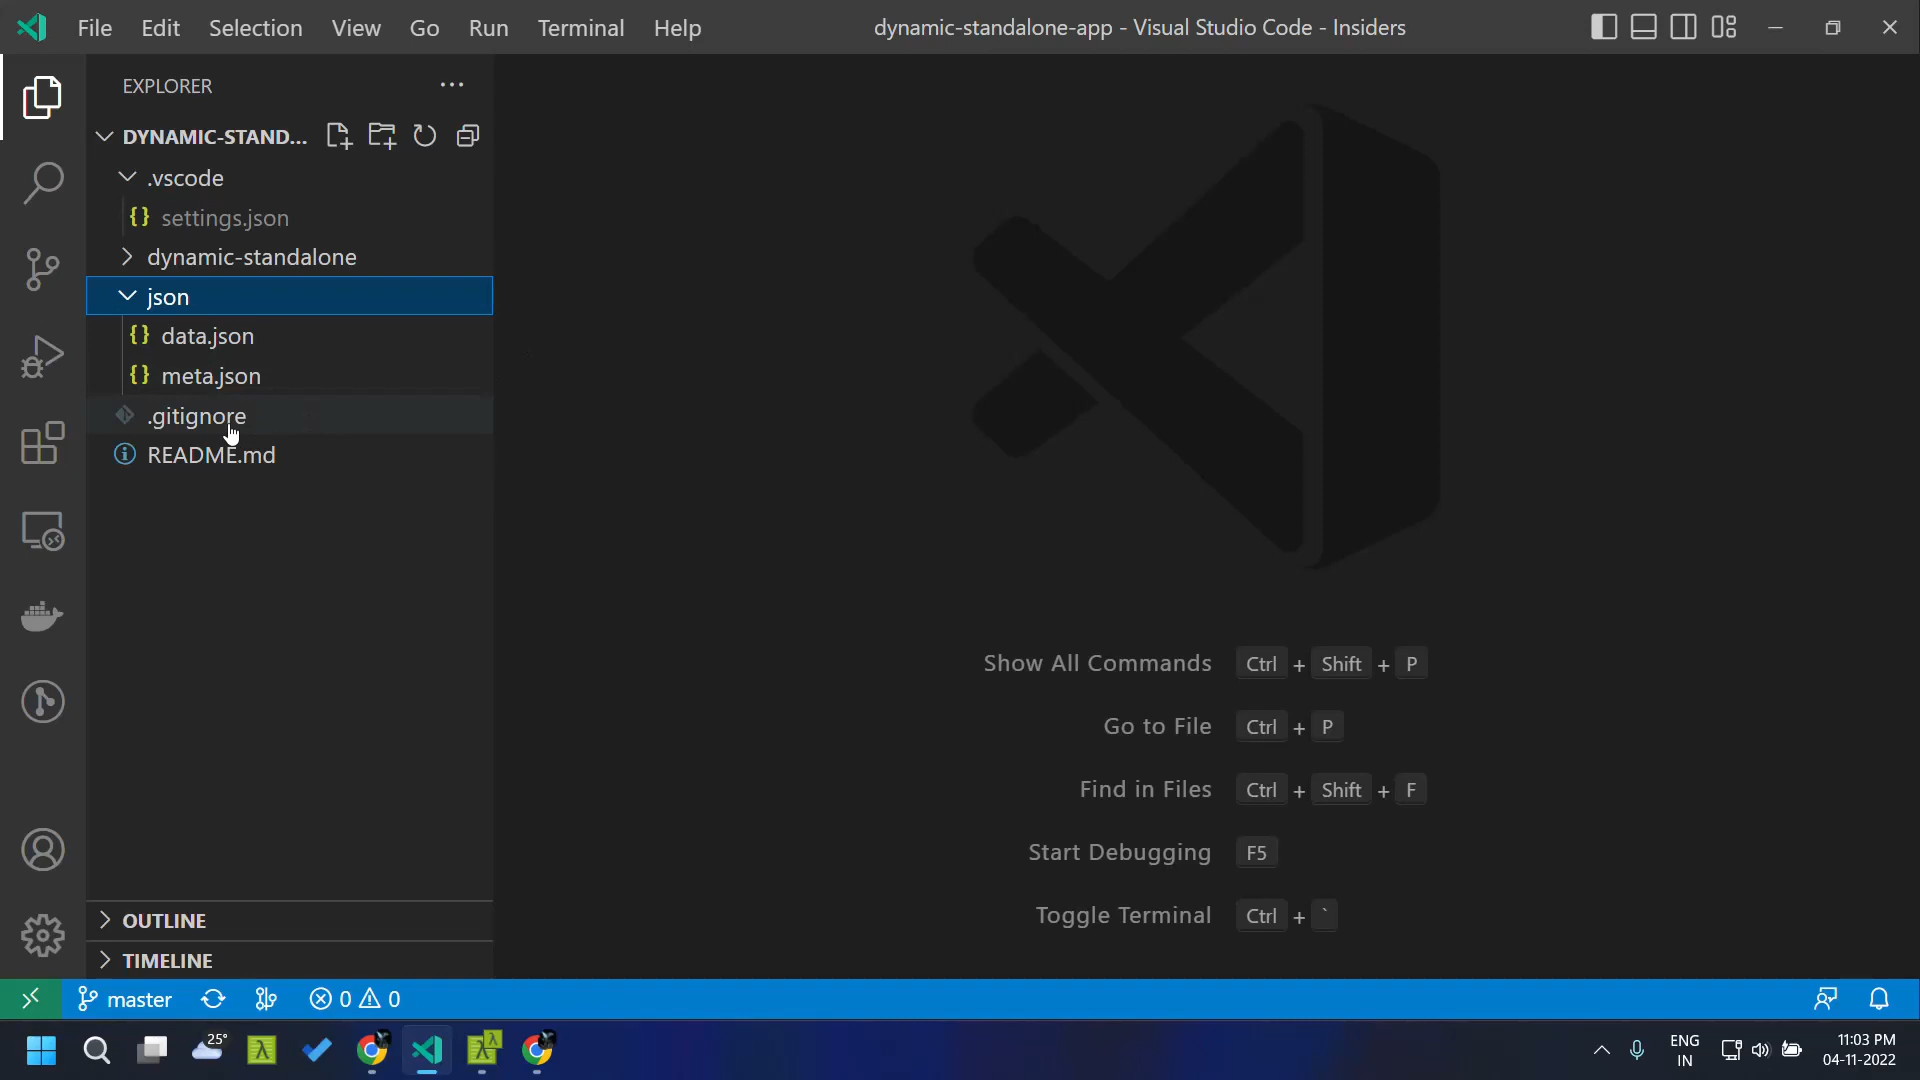 File Edit Selection View Go Run Terminal Help
dynamic-standalone-app - Visual Studio Code - Insiders
EXPLORER
DYNAMIC-STAND...
.vscode
{} settings.json
dynamic-standalone
json
{} data.json
{} meta.json
.gitignore
README.md
Show All Commands Ctrl + Shift + P
Go to File Ctrl + P
Find in Files Ctrl + Shift + F
Start Debugging F5
Toggle Terminal Ctrl + `
OUTLINE
TIMELINE
master 0 0
25°
ENG
IN
11:03 PM
04-11-2022